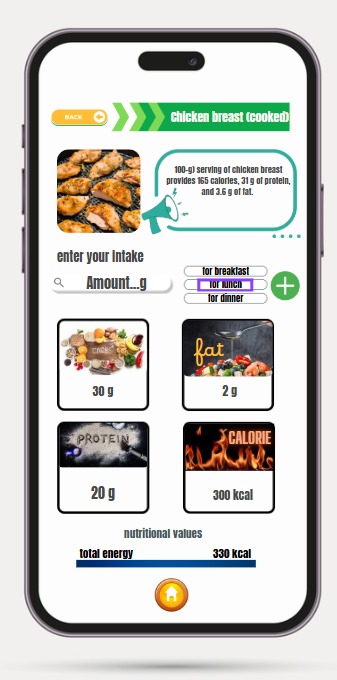 BACK
Chicken breast (cooked)
100-g) serving of chicken breast
provides 165 calories, 31 g of protein,
and 3.6 g of fat.
enter your intake
Amount...g
for breakfast
for lunch
for dinner
CARBS
30 g
fat
2 g
PROTEIN
20 g
CALORIE
300 kcal
nutritional values
total energy 330 kcal